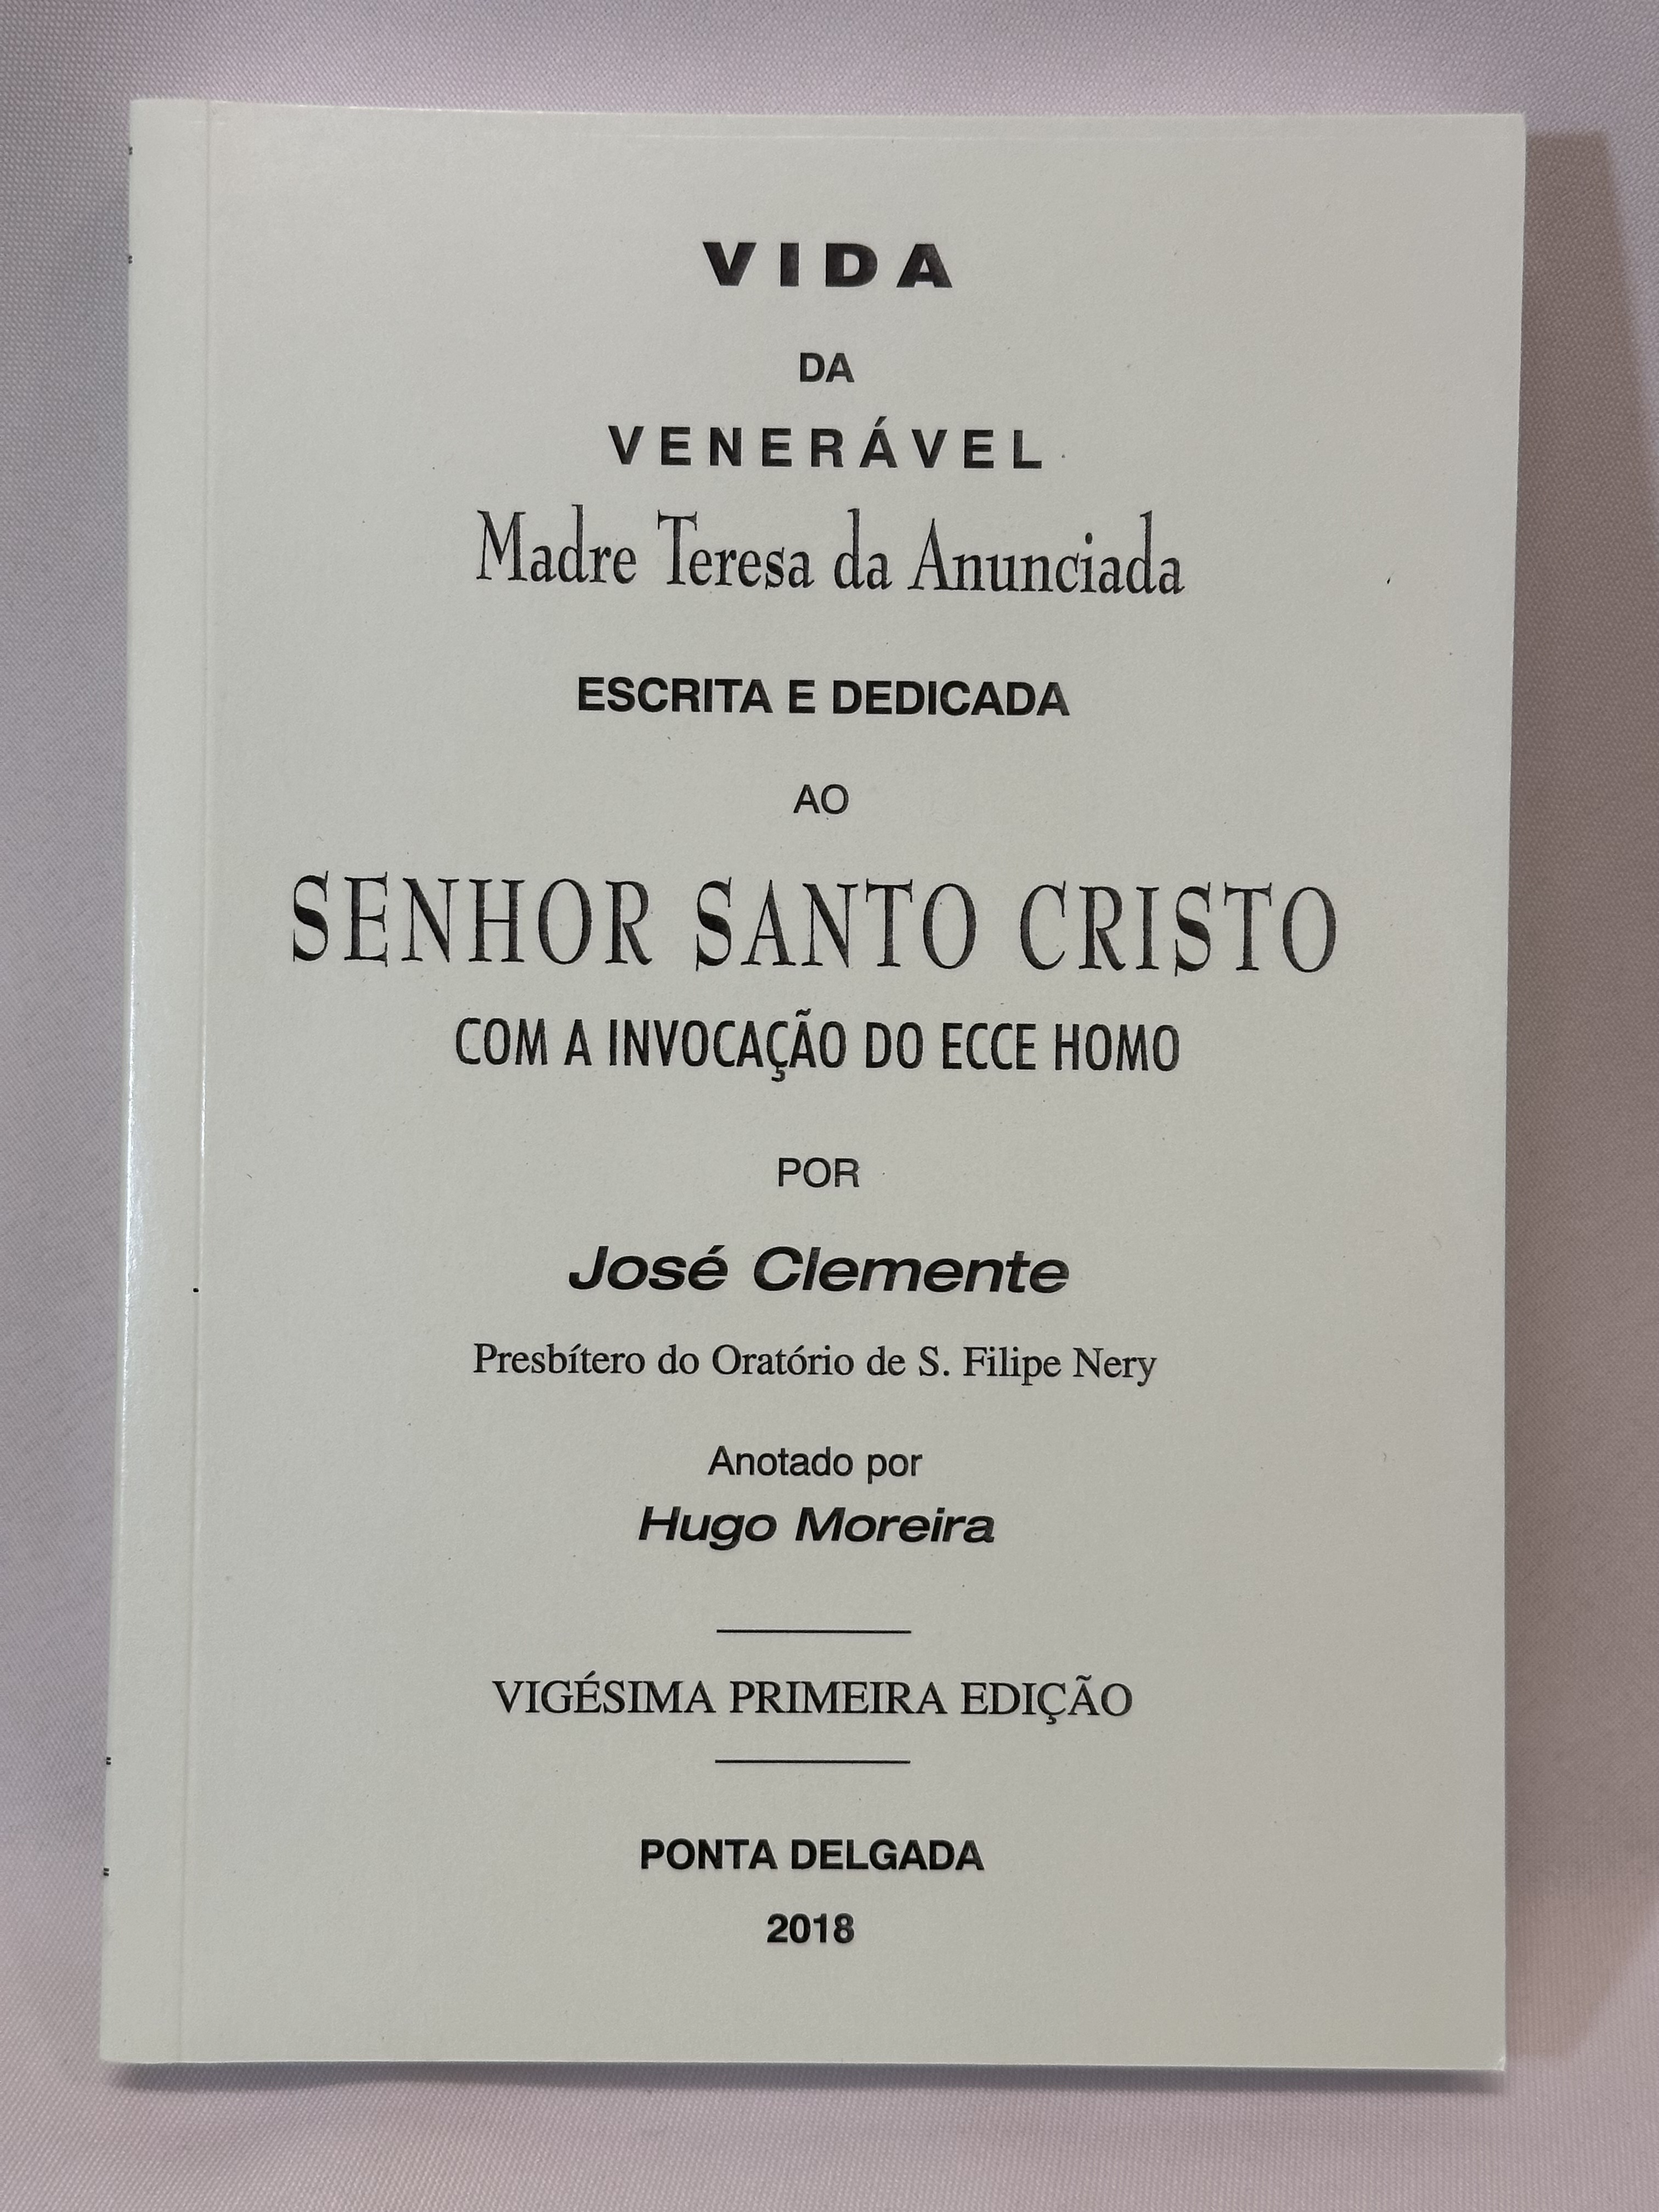 VIDA
DA
VENERÁVEL
Madre Teresa da Anunciada
ESCRITA E DEDICADA
AO
SENHOR SANTO CRISTO
COM A INVOCAÇÃO DO ECCE HOMO
POR
José Clemente
Presbítero do Oratório de S. Filipe Nery
Anotado por
Hugo Moreira
VIGÉSIMA PRIMEIRA EDIÇÃO
PONTA DELGADA
2018